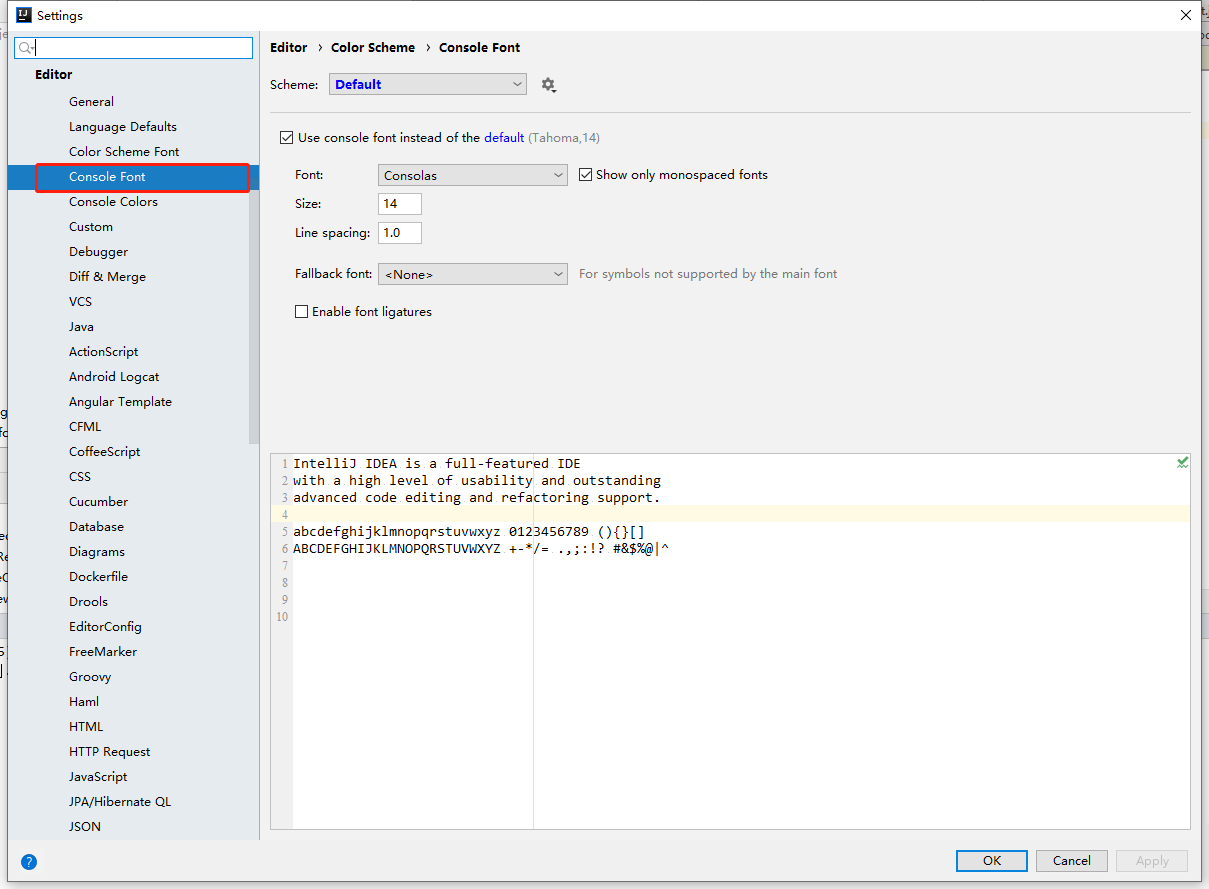 Settings
Editor
General
Language Defaults
Color Scheme Font
Console Font
Console Colors
Custom
Debugger
Diff & Merge
VCS
Java
ActionScript
Android Logcat
Angular Template
CFML
CoffeeScript
CSS
Cucumber
Database
Diagrams
Dockerfile
Drools
EditorConfig
FreeMarker
Groovy
Haml
HTML
HTTP Request
JavaScript
JPA/Hibernate QL
JSON
Editor › Color Scheme › Console Font
Scheme: Default
Use console font instead of the default (Tahoma,14)
Font: Consolas Show only monospaced fonts
Size: 14
Line spacing: 1.0
Fallback font: <None> For symbols not supported by the main font
Enable font ligatures
1 IntelliJ IDEA is a full-featured IDE
2 with a high level of usability and outstanding
3 advanced code editing and refactoring support.
4
5 abcdefghijklmnopqrstuvwxyz 0123456789 (){}[]
6 ABCDEFGHIJKLMNOPQRSTUVWXYZ +-*/= .,;:!? #&$%@|^
7
8
9
10
? OK Cancel Apply